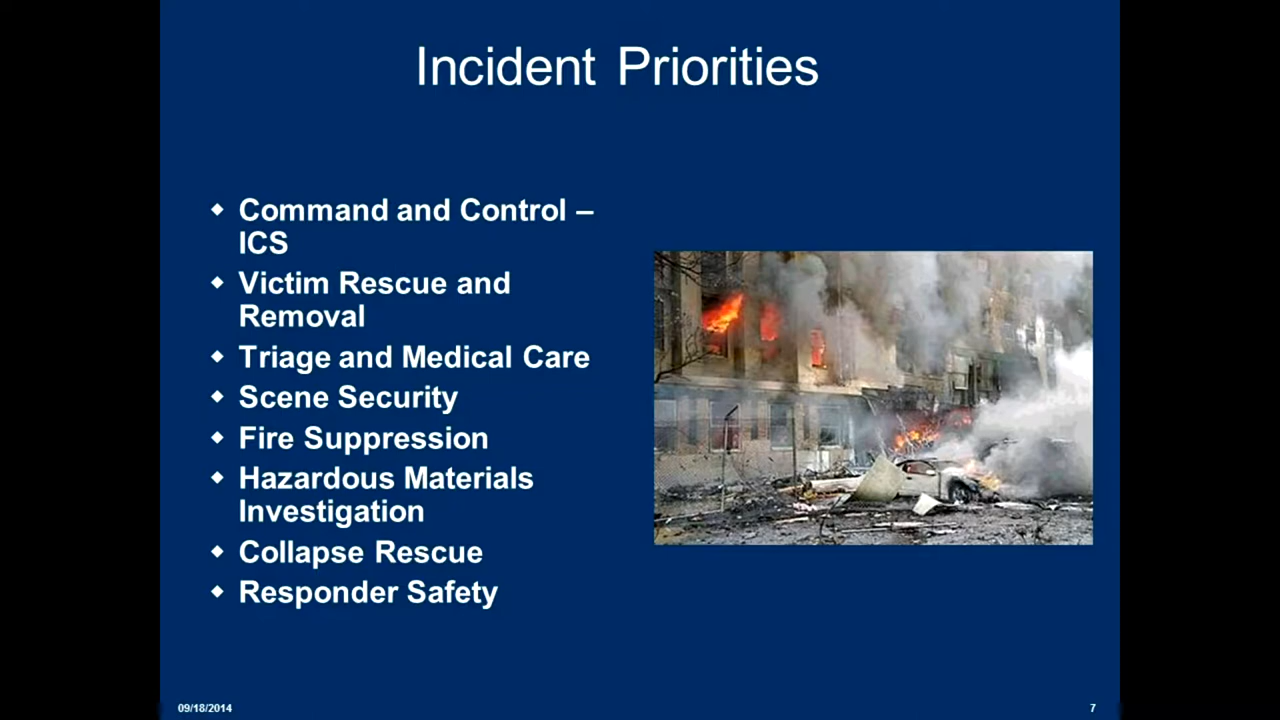 Incident Priorities
Command and Control –
ICS
Victim Rescue and
Removal
Triage and Medical Care
Scene Security
Fire Suppression
Hazardous Materials
Investigation
Collapse Rescue
Responder Safety
09/18/2014
7